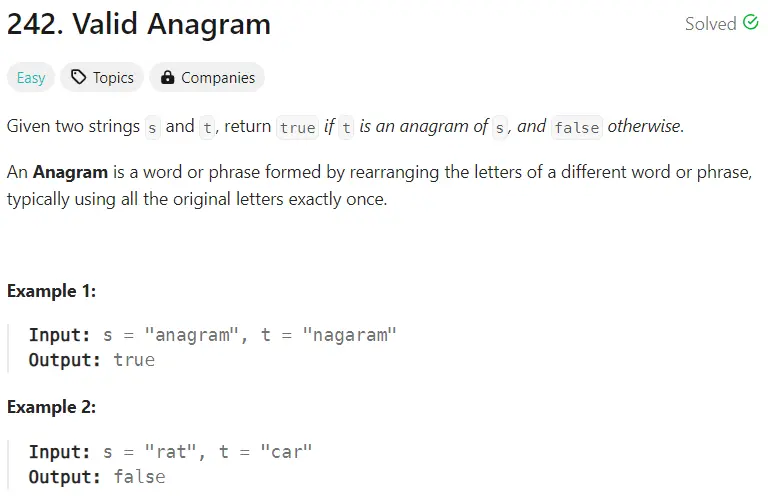 242. Valid Anagram
Solved
Easy
Topics
Companies
Given two strings s and t, return true if t is an anagram of s, and false otherwise.
An Anagram is a word or phrase formed by rearranging the letters of a different word or phrase,
typically using all the original letters exactly once.
Example 1:
Input: s = "anagram", t = "nagaram"
Output: true
Example 2:
Input: s = "rat", t = "car"
Output: false